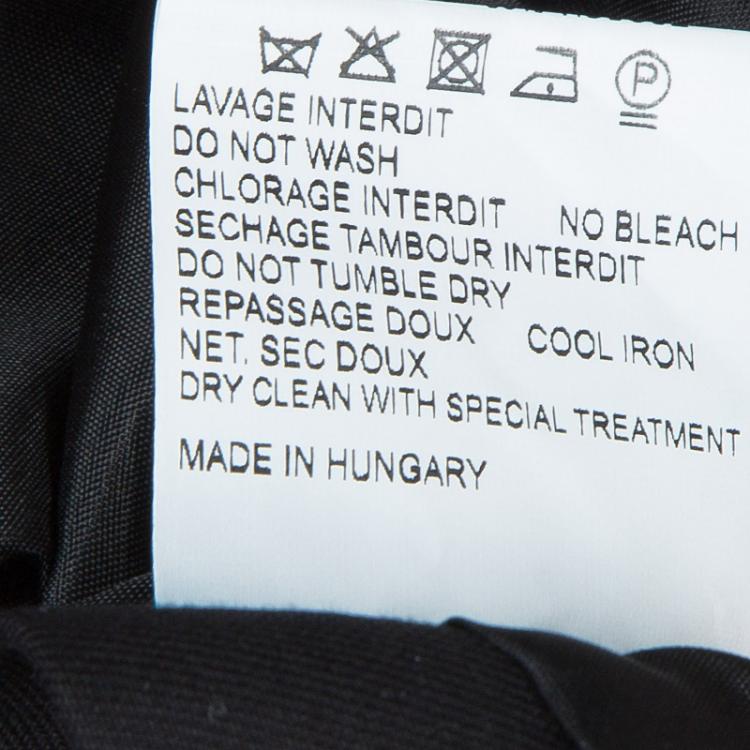 P
LAVAGE INTERDIT
DO NOT WASH
CHLORAGE INTERDIT NO BLEACH
SECHAGE TAMBOUR INTERDIT
DO NOT TUMBLE DRY
REPASSAGE DOUX COOL IRON
NET. SEC DOUX
DRY CLEAN WITH SPECIAL TREATMENT
MADE IN HUNGARY